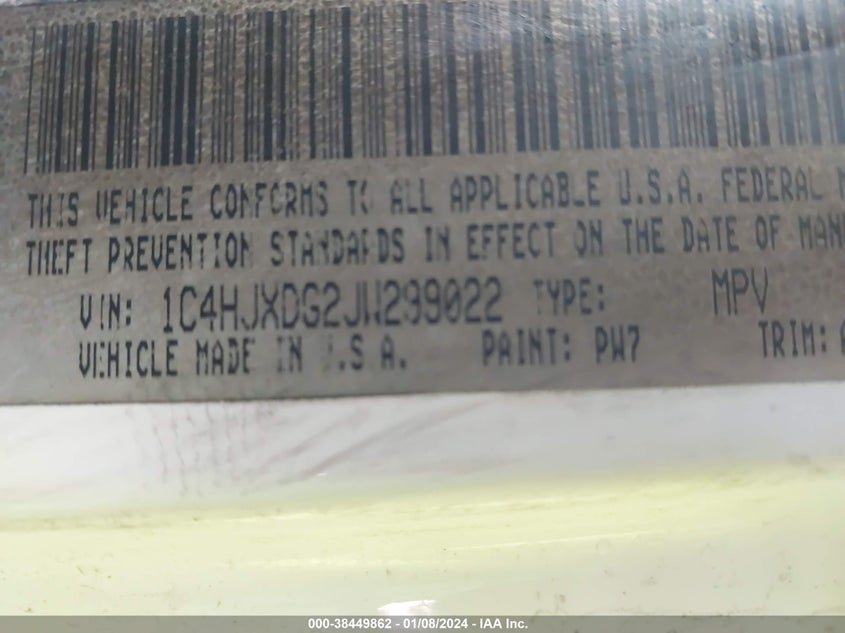 THIS VEHICLE CONFORMS TO ALL APPLICABLE U.S.A. FEDERAL M
THEFT PREVENTION STANDARDS IN EFFECT ON THE DATE OF MAN
VIN: 1C4HJXDG2JW299022 TYPE: MPV
VEHICLE MADE IN U.S.A. PAINT: PW7 TRIM: A
000-38449862 - 01/08/2024 - IAA Inc.